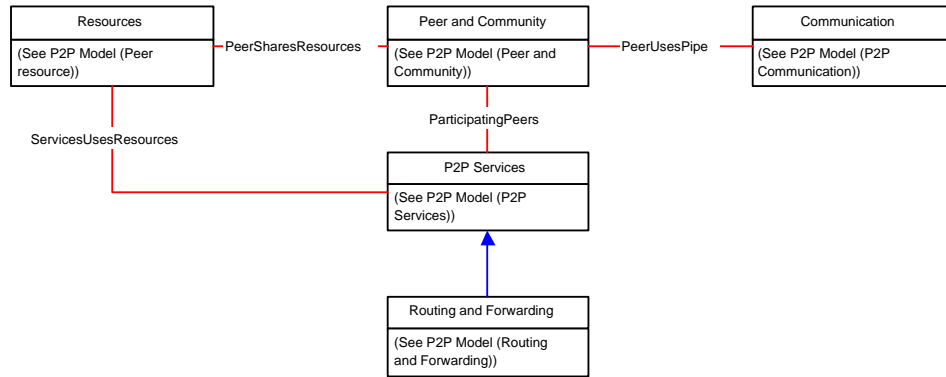 Resources
(See P2P Model (Peer
resource))
PeerSharesResources
Peer and Community
(See P2P Model (Peer and
Community))
PeerUsesPipe
Communication
(See P2P Model (P2P
Communication))
ServicesUsesResources
ParticipatingPeers
P2P Services
(See P2P Model (P2P
Services))
Routing and Forwarding
(See P2P Model (Routing
and Forwarding))